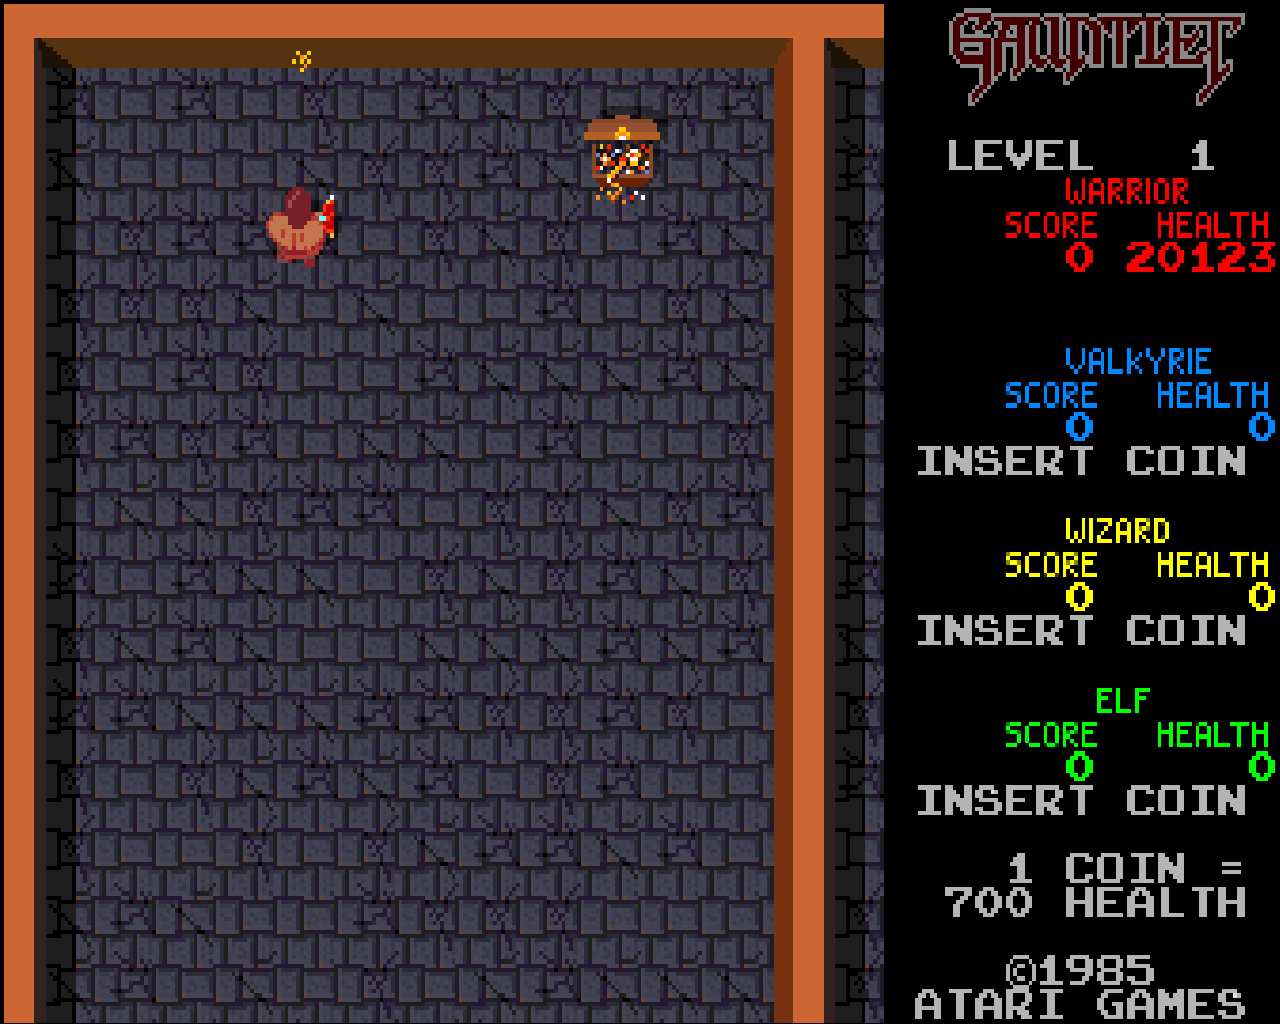 GAUNTLET
LEVEL 1
WARRIOR
SCORE HEALTH
0 20123
VALKYRIE
SCORE HEALTH
0 0
INSERT COIN
WIZARD
SCORE HEALTH
0 0
INSERT COIN
ELF
SCORE HEALTH
0 0
INSERT COIN
1 COIN =
700 HEALTH
©1985
ATARI GAMES